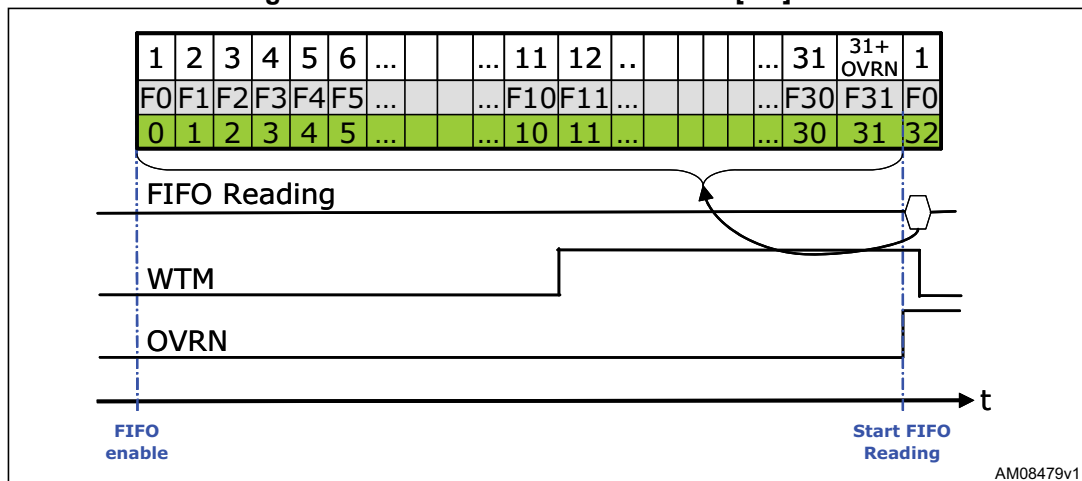 1 2 3 4 5 6 ... ... 11 12 .. ... 31 31+ OVRN 1
F0 F1 F2 F3 F4 F5 ... ... F10 F11 ... ... F30 F31 F0
0 1 2 3 4 5 ... ... 10 11 ... ... 30 31 32
FIFO Reading
WTM
OVRN
t
FIFO
enable
Start FIFO
Reading
AM08479v1